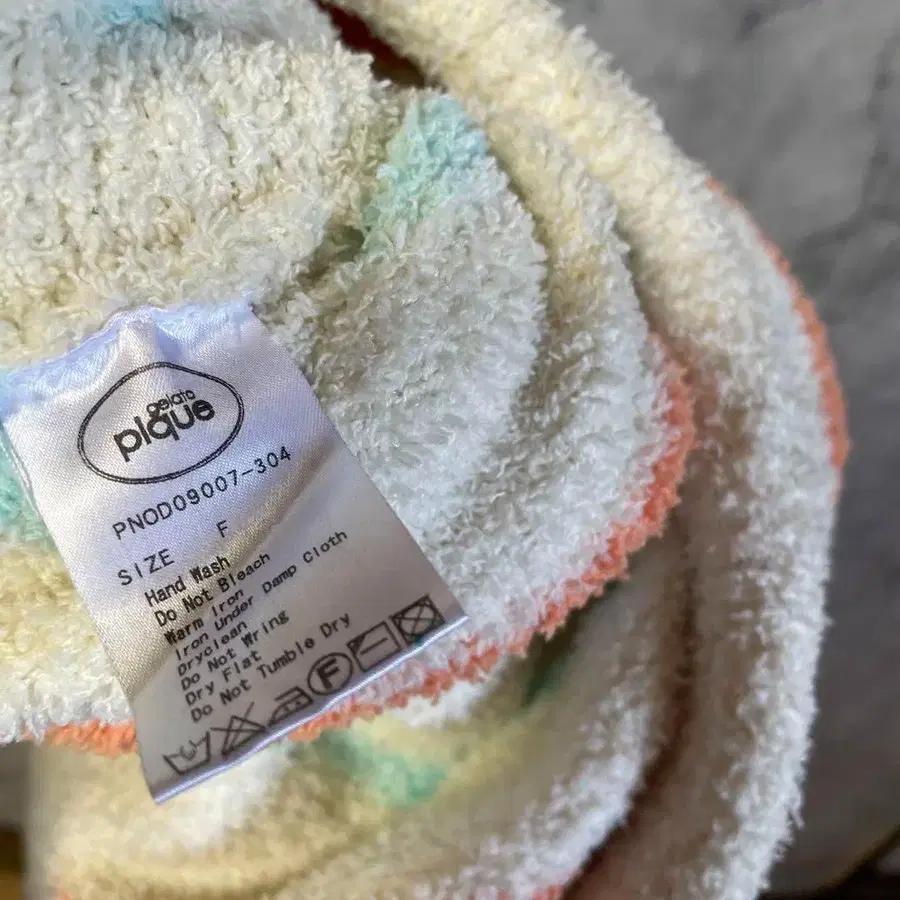 gelato
pique
PNOD09007-304
SIZE F
Hand Wash
Do Not Bleach
Warm Iron
Iron Under Damp Cloth
Dryclean
Do Not Wring
Dry Flat
Do Not Tumble Dry
F